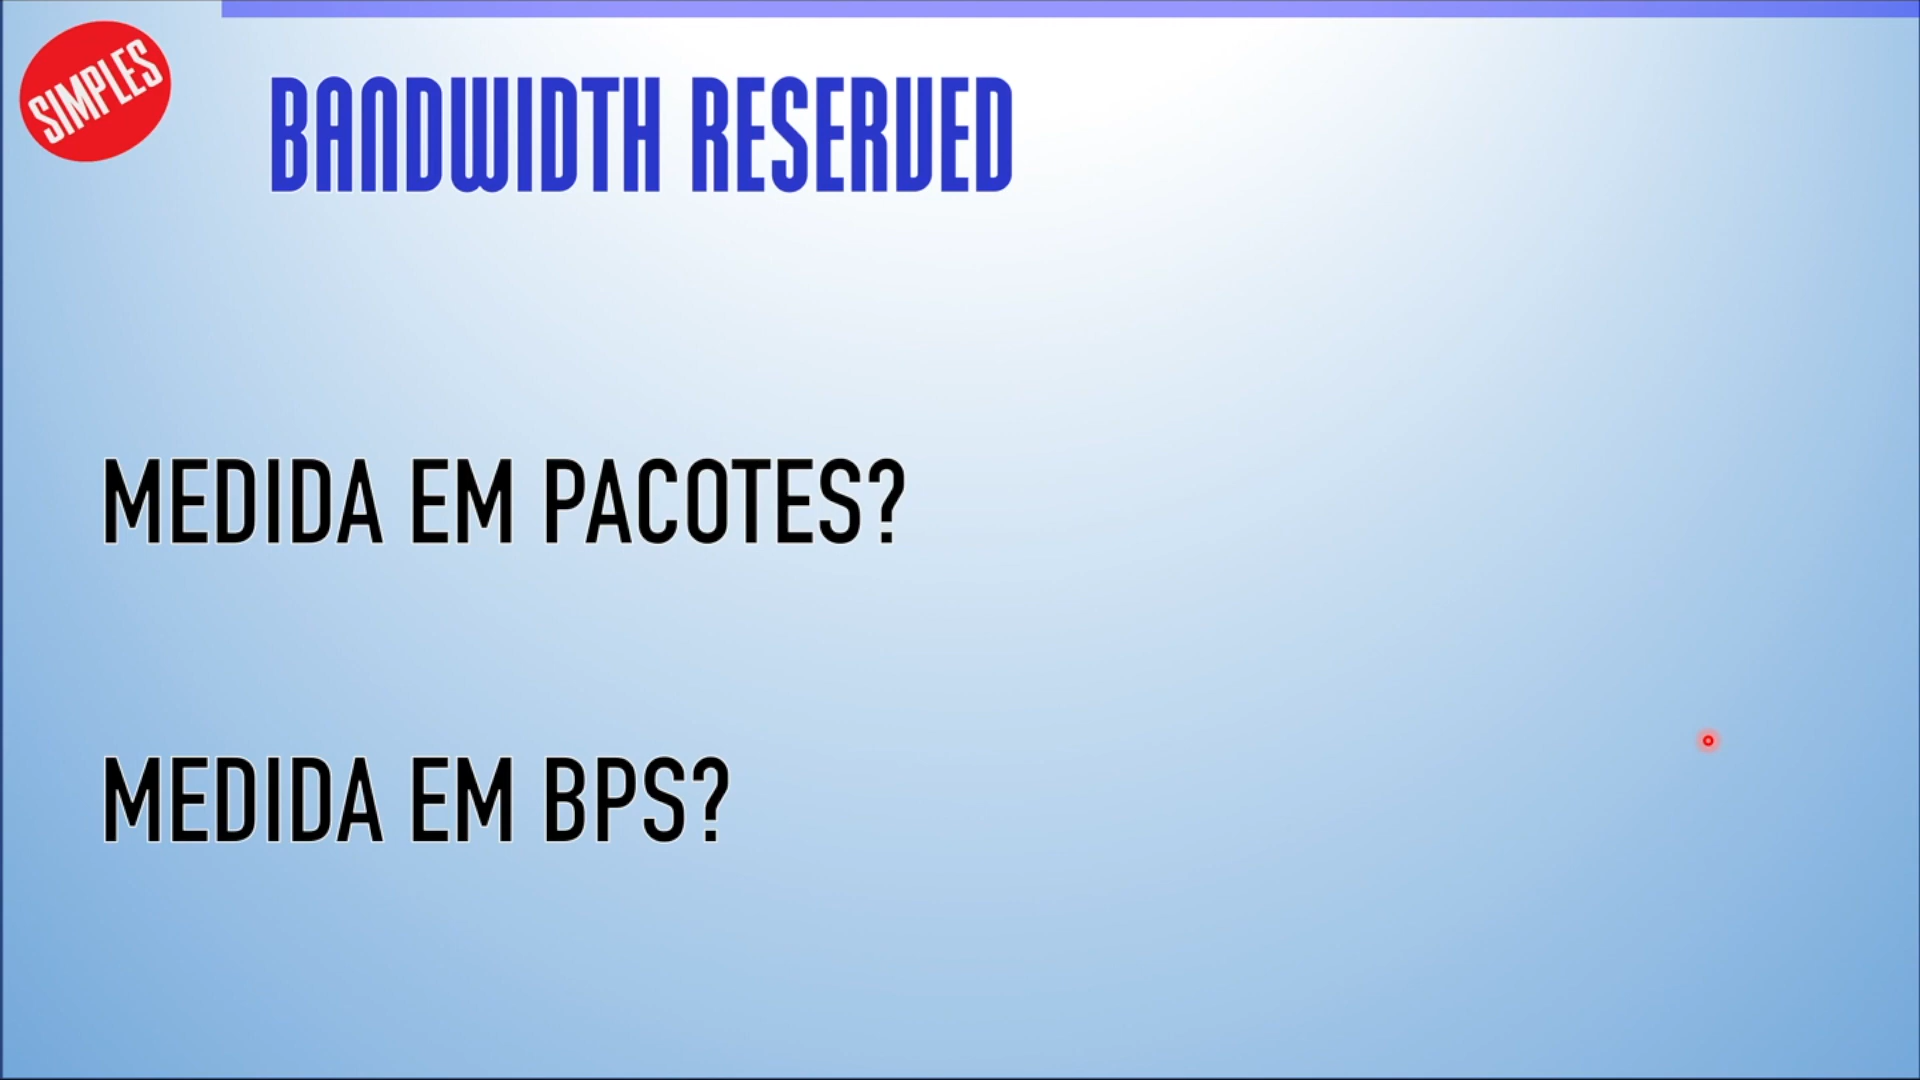 SIMPLES
BANDWIDTH RESERVED
MEDIDA EM PACOTES?
MEDIDA EM BPS?